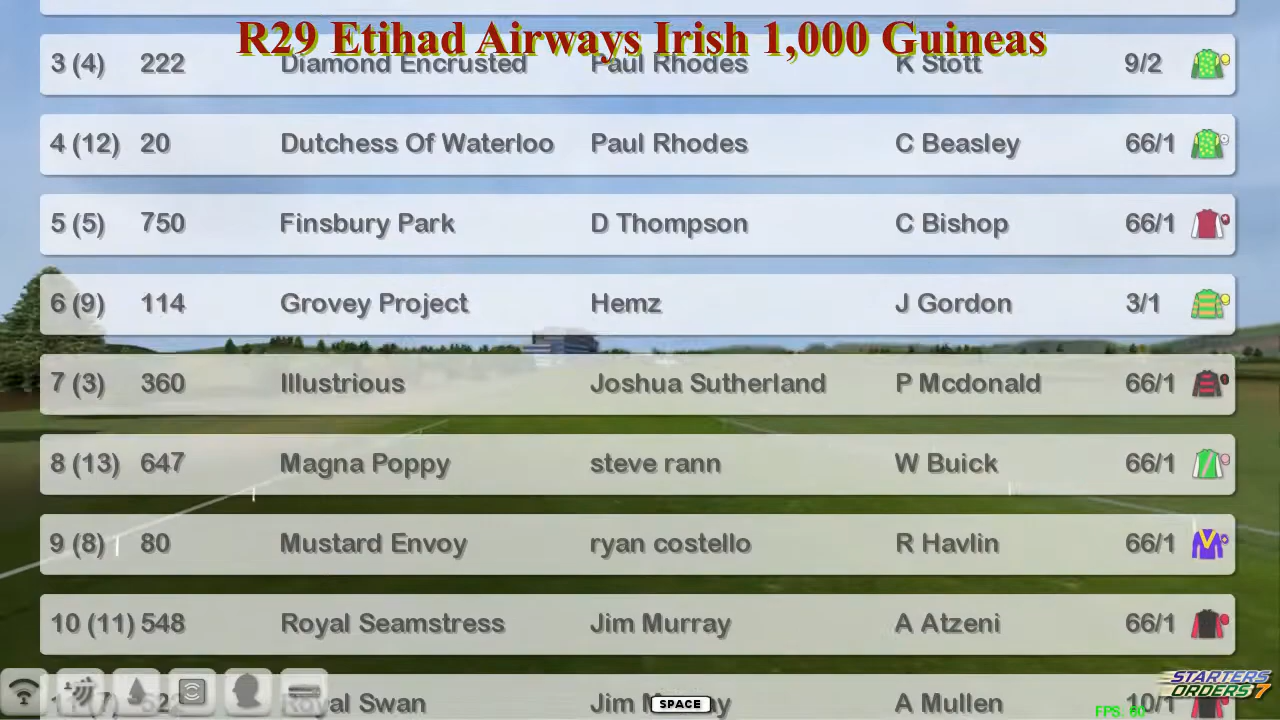 R29 Etihad Airways Irish 1,000 Guineas
3 (4) 222 Diamond Encrusted Paul Rhodes K Stott 9/2
4 (12) 20 Dutchess Of Waterloo Paul Rhodes C Beasley 66/1
5 (5) 750 Finsbury Park D Thompson C Bishop 66/1
6 (9) 114 Grovey Project Hemz J Gordon 3/1
7 (3) 360 Illustrious Joshua Sutherland P Mcdonald 66/1
8 (13) 647 Magna Poppy steve rann W Buick 66/1
9 (8) 80 Mustard Envoy ryan costello R Havlin 66/1
10 (11) 548 Royal Seamstress Jim Murray A Atzeni 66/1
(7) Royal Swan Jim A Mullen 10/1
SPACE
STARTERS
ORDERS 7
FPS: 60